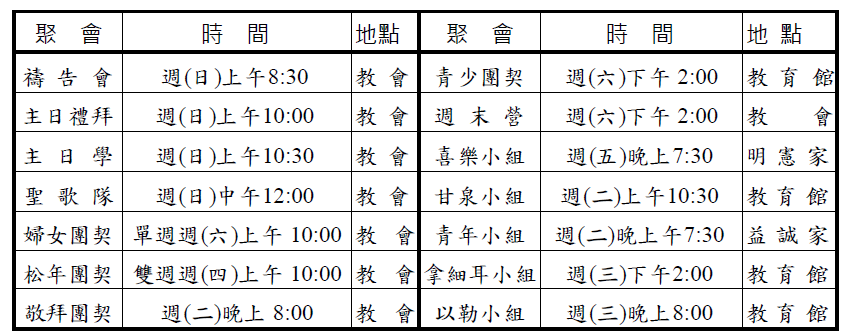 聚會 時間 地點 聚會 時間 地點
禱告會 週(日)上午8:30 教會 青少團契 週(六)下午 2:00 教育館
主日禮拜 週(日)上午10:00 教會 週末營 週(六)下午 2:00 教會
主日學 週(日)上午10:30 教會 喜樂小組 週(五)晚上7:30 明憲家
聖歌隊 週(日)中午12:00 教會 甘泉小組 週(二)上午10:30 教育館
婦女團契 單週週(六)上午 10:00 教會 青年小組 週(二)晚上午7:30 益誠家
松年團契 雙週週(四)上午 10:00 教會 拿細耳小組 週(三)下午2:00 教育館
敬拜團契 週(二)晚上 8:00 教會 以勒小組 週(三)晚上8:00 教育館